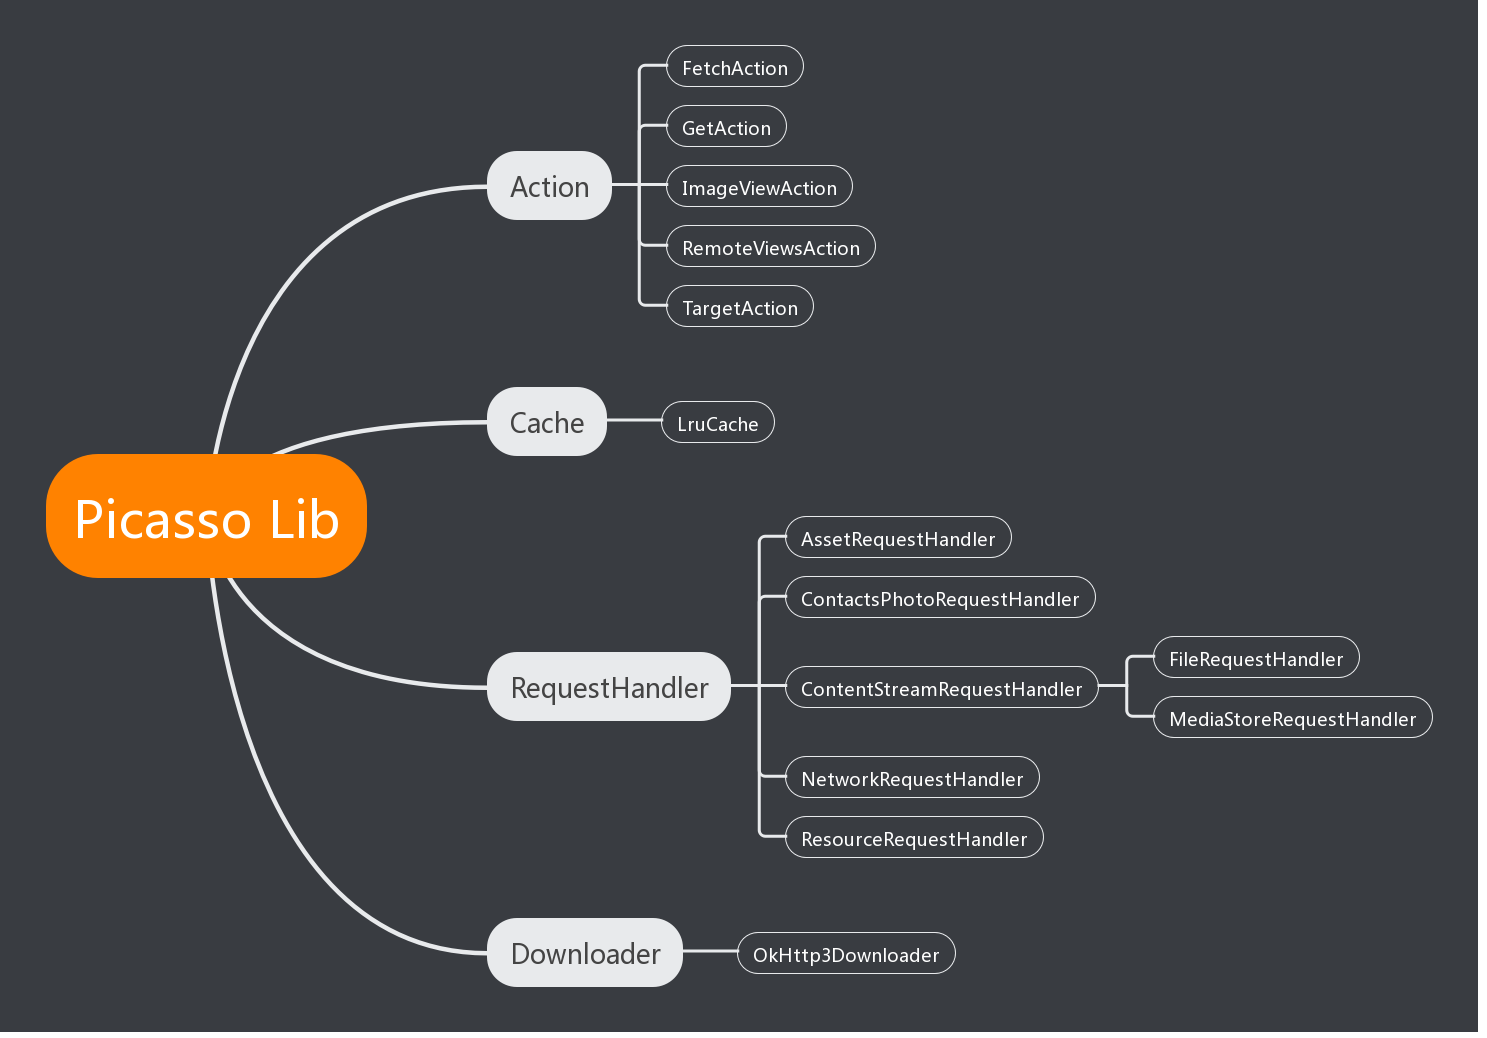 Picasso Lib
Action
FetchAction
GetAction
ImageViewAction
RemoteViewsAction
TargetAction
Cache
LruCache
RequestHandler
AssetRequestHandler
ContactsPhotoRequestHandler
ContentStreamRequestHandler
FileRequestHandler
MediaStoreRequestHandler
NetworkRequestHandler
ResourceRequestHandler
Downloader
OkHttp3Downloader